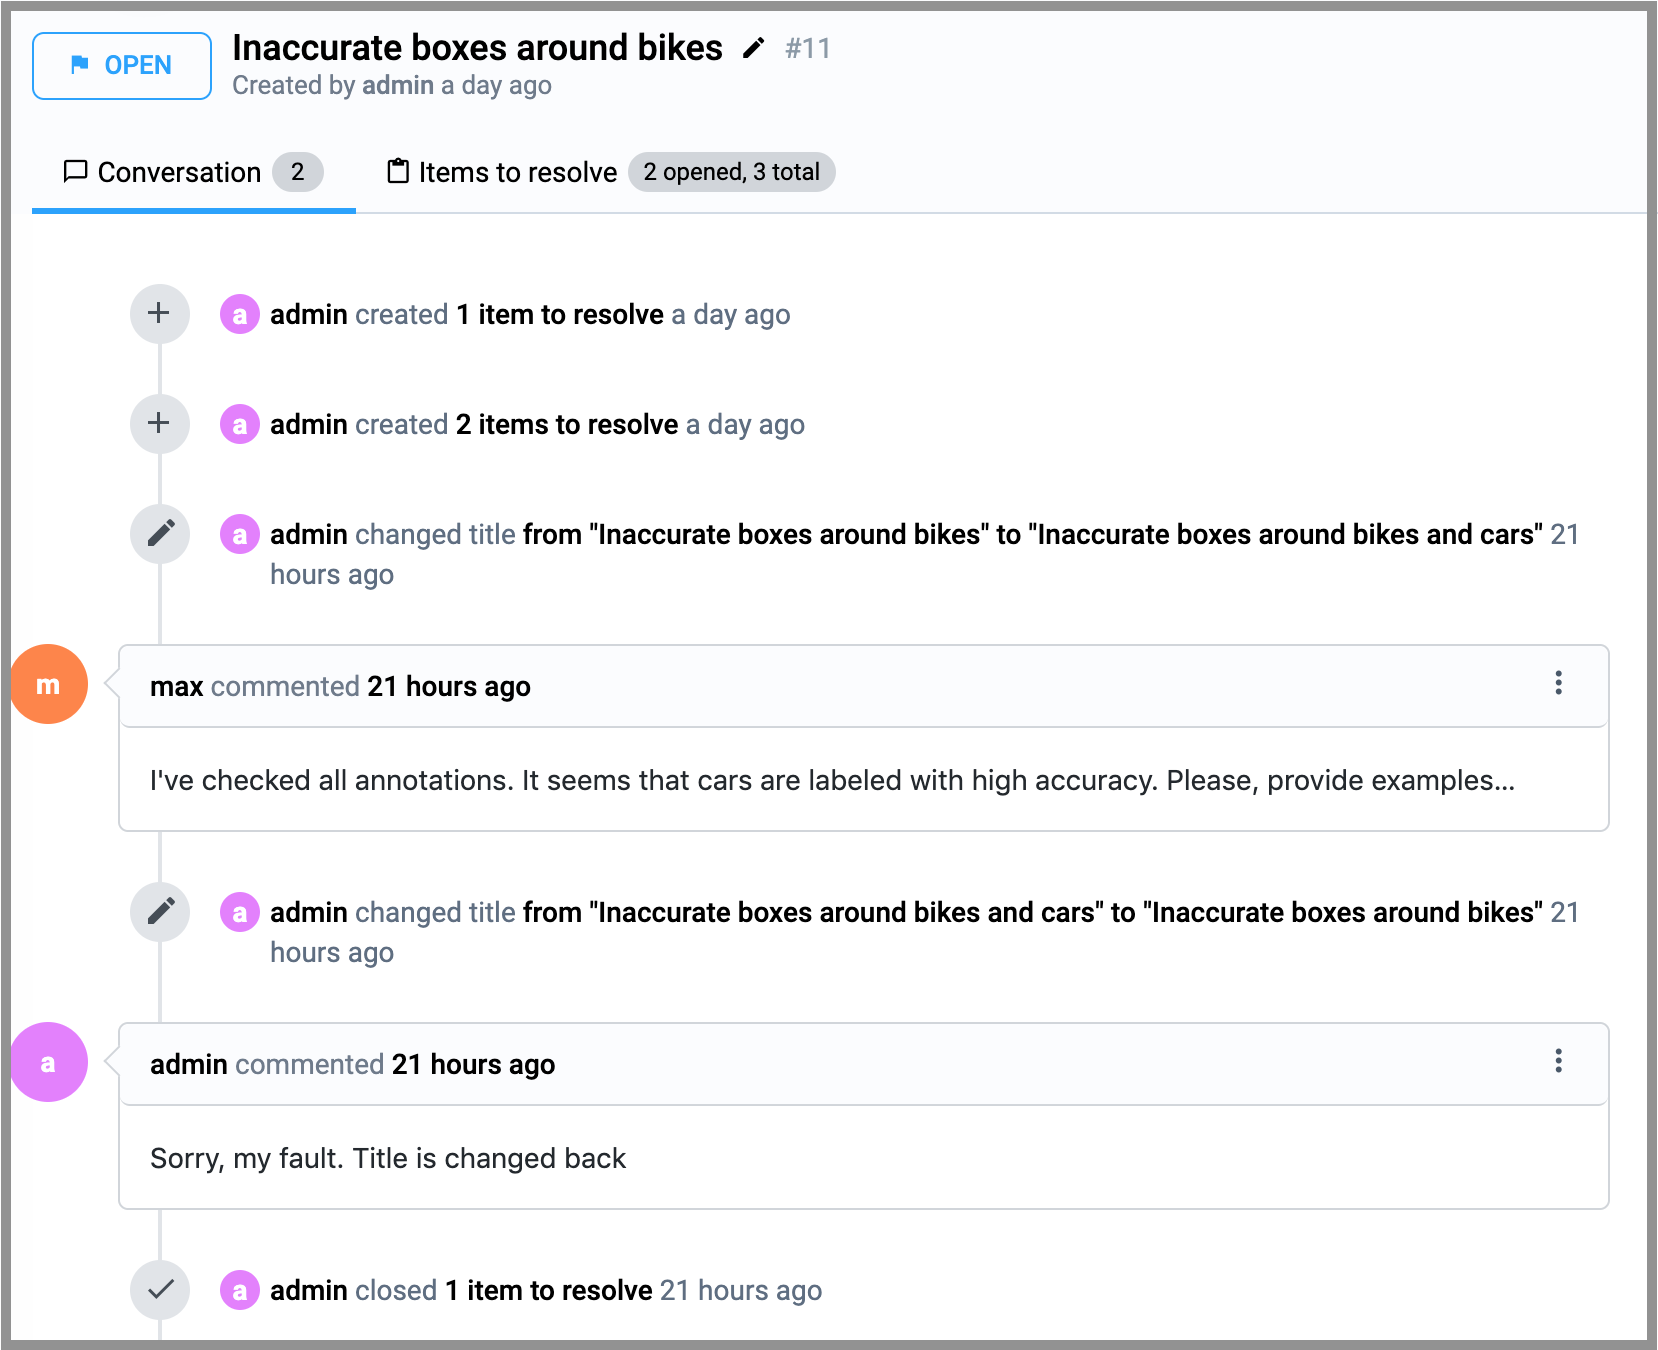 OPEN
Inaccurate boxes around bikes #11
Created by admin a day ago
Conversation 2
Items to resolve 2 opened, 3 total
a admin created 1 item to resolve a day ago
a admin created 2 items to resolve a day ago
a admin changed title from "Inaccurate boxes around bikes" to "Inaccurate boxes around bikes and cars" 21
hours ago
m
max commented 21 hours ago
I've checked all annotations. It seems that cars are labeled with high accuracy. Please, provide examples...
a admin changed title from "Inaccurate boxes around bikes and cars" to "Inaccurate boxes around bikes" 21
hours ago
a
admin commented 21 hours ago
Sorry, my fault. Title is changed back
a admin closed 1 item to resolve 21 hours ago